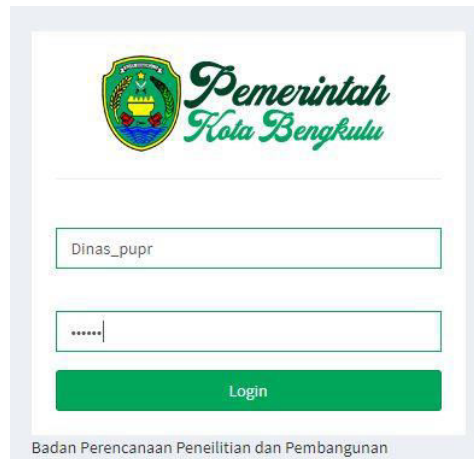 Pemerintah
Kota Bengkulu
Dinas_pupr
••••••
Login
Badan Perencanaan Peneilitian dan Pembangunan